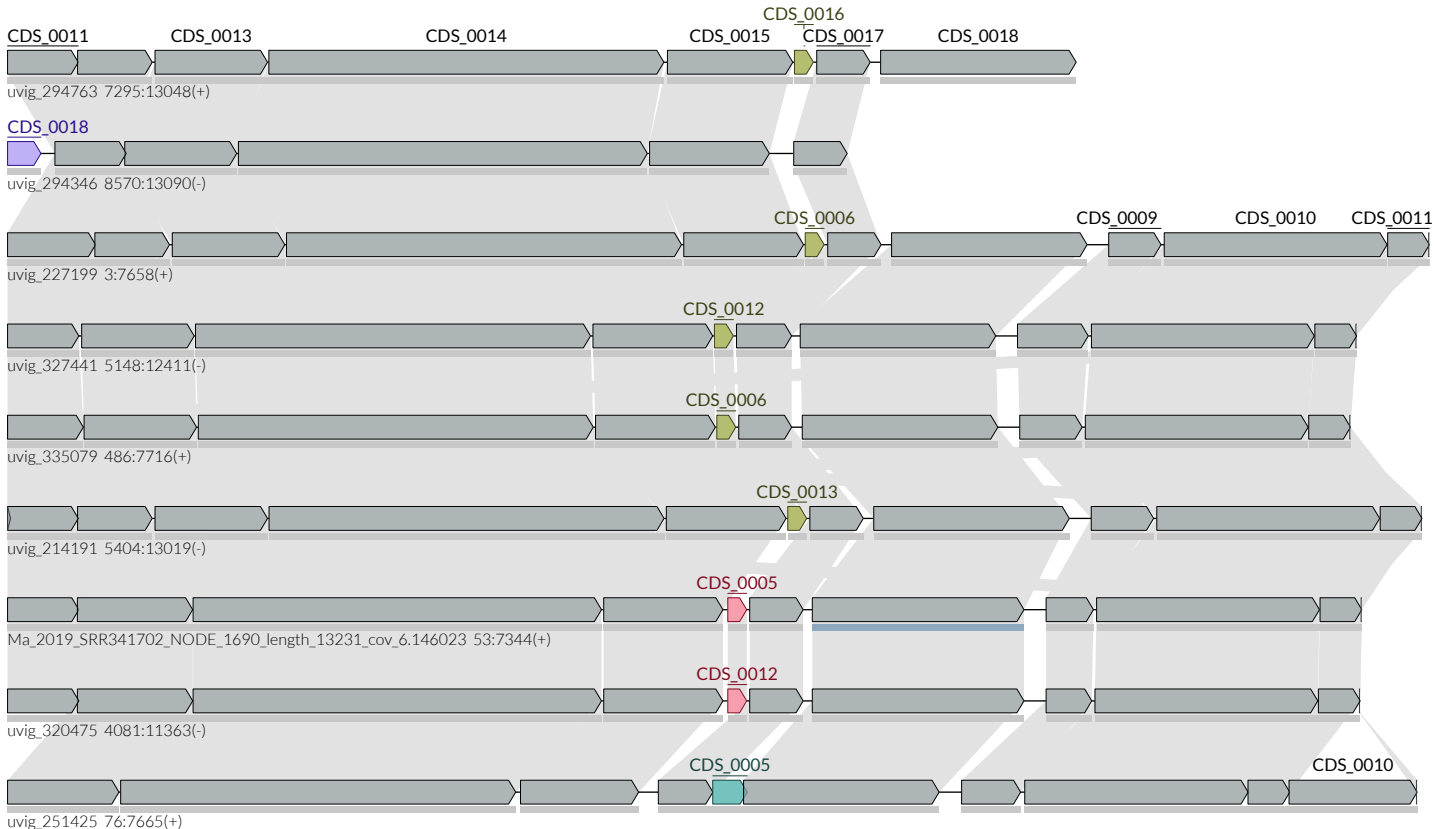 CDS_0016
CDS_0011 CDS_0013 CDS_0014 CDS_0015 CDS_0017 CDS_0018
uvig_294763 7295:13048(+)
CDS_0018
uvig_294346 8570:13090(-)
CDS_0006 CDS_0009 CDS_0010 CDS_0011
uvig_227199 3:7658(+)
CDS_0012
uvig_327441 5148:12411(-)
CDS_0006
uvig_335079 486:7716(+)
CDS_0013
uvig_214191 5404:13019(-)
CDS_0005
Ma_2019_SRR341702_NODE_1690_length_13231_cov_6.146023 53:7344(+)
CDS_0012
uvig_320475 4081:11363(-)
CDS_0005 CDS_0010
uvig_251425 76:7665(+)